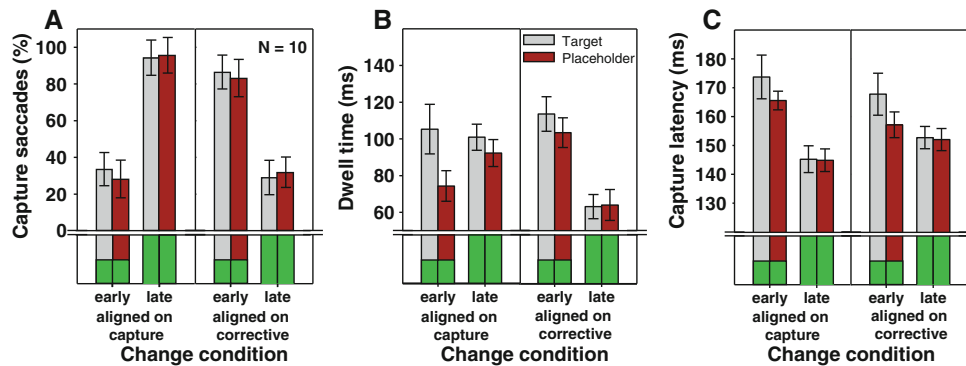 A
Capture saccades (%)
100
80
60
40
20
0
N = 10
early late early late
aligned on aligned on
capture corrective
Change condition
B
Dwell time (ms)
160
140
120
100
80
60
Target
Placeholder
early late early late
aligned on aligned on
capture corrective
Change condition
C
Capture latency (ms)
170
160
150
140
130
early late early late
aligned on aligned on
capture corrective
Change condition